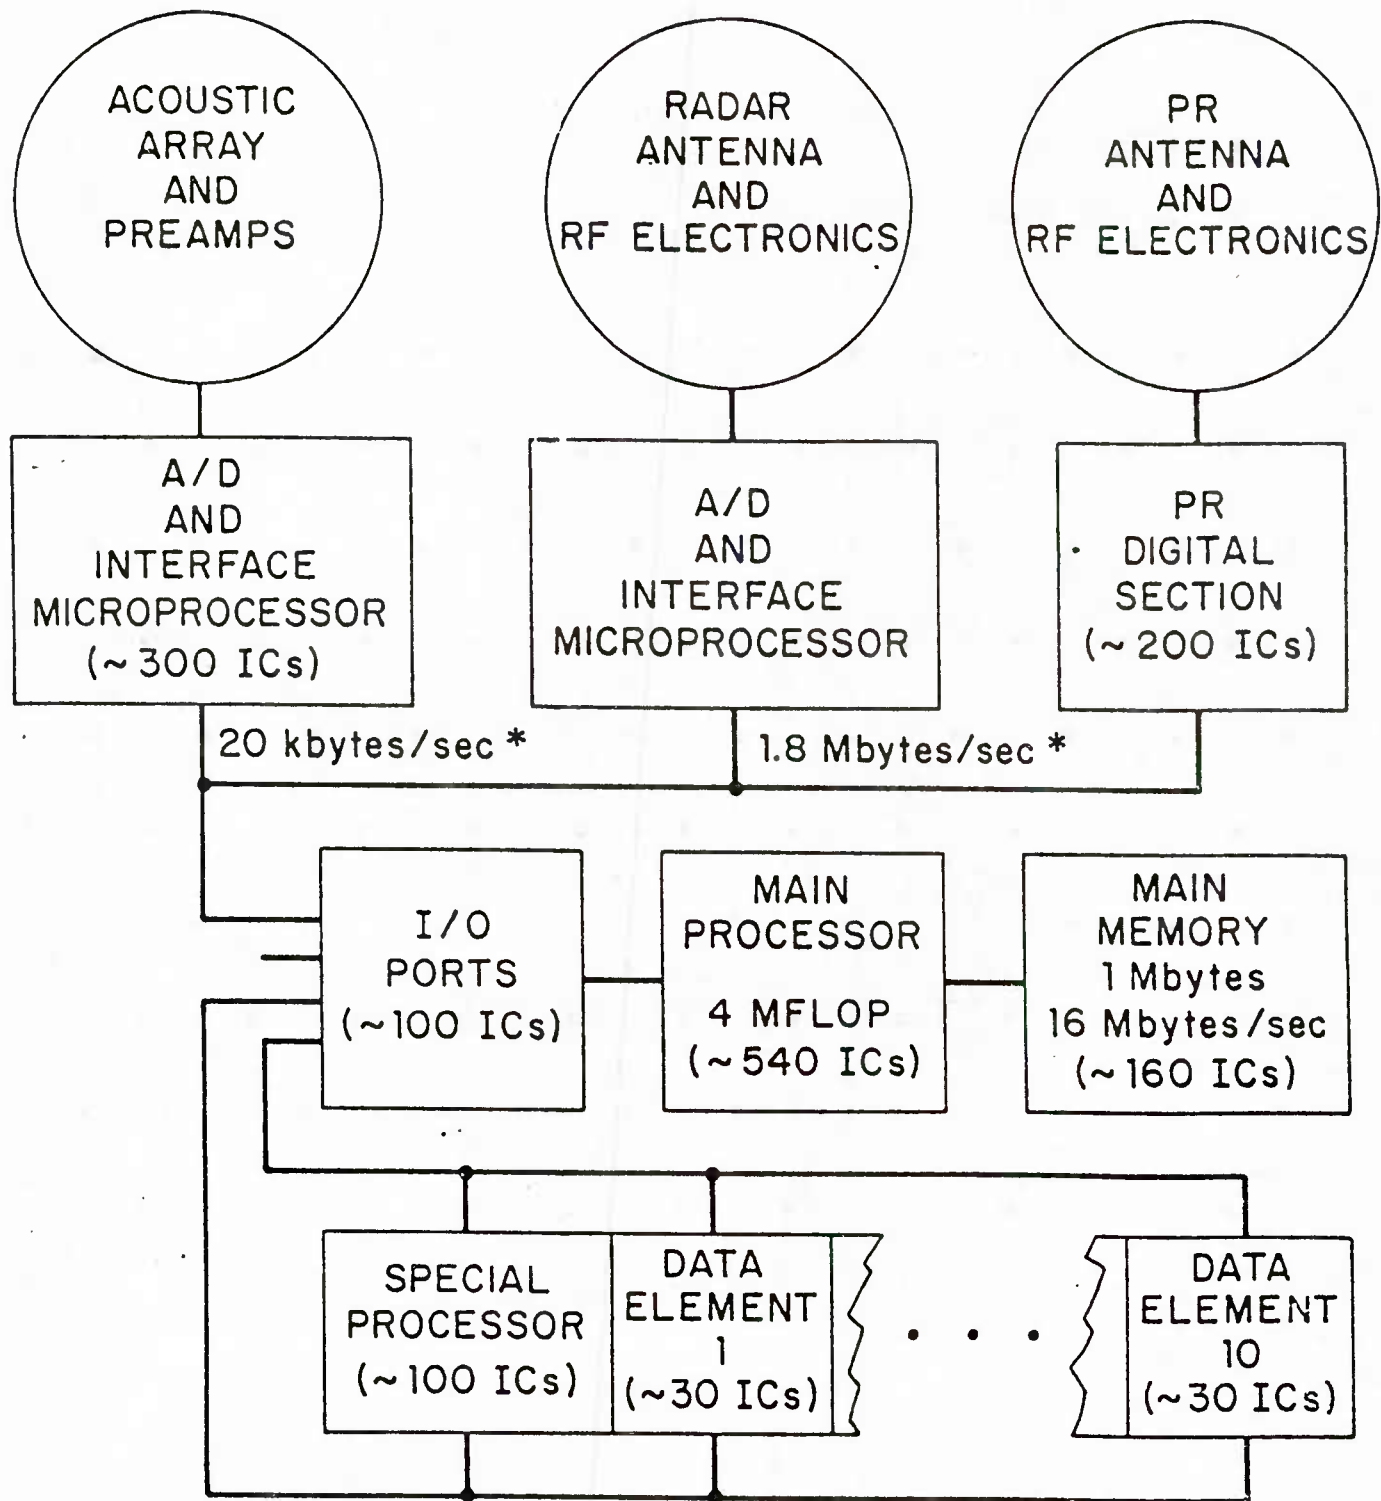 ACOUSTIC
ARRAY
AND
PREAMPS
RADAR
ANTENNA
AND
RF ELECTRONICS
PR
ANTENNA
AND
RF ELECTRONICS
A/D
AND
INTERFACE
MICROPROCESSOR
(~300 ICs)
A/D
AND
INTERFACE
MICROPROCESSOR
PR
DIGITAL
SECTION
(~200 ICs)
20 kbytes/sec*
1.8 Mbytes/sec*
I/O
PORTS
(~100 ICs)
MAIN
PROCESSOR
4 MFLOP
(~540 ICs)
MAIN
MEMORY
1 Mbytes
16 Mbytes/sec
(~160 ICs)
SPECIAL
PROCESSOR
(~100 ICs)
DATA
ELEMENT
1
(~30 ICs)
. . .
DATA
ELEMENT
10
(~30 ICs)